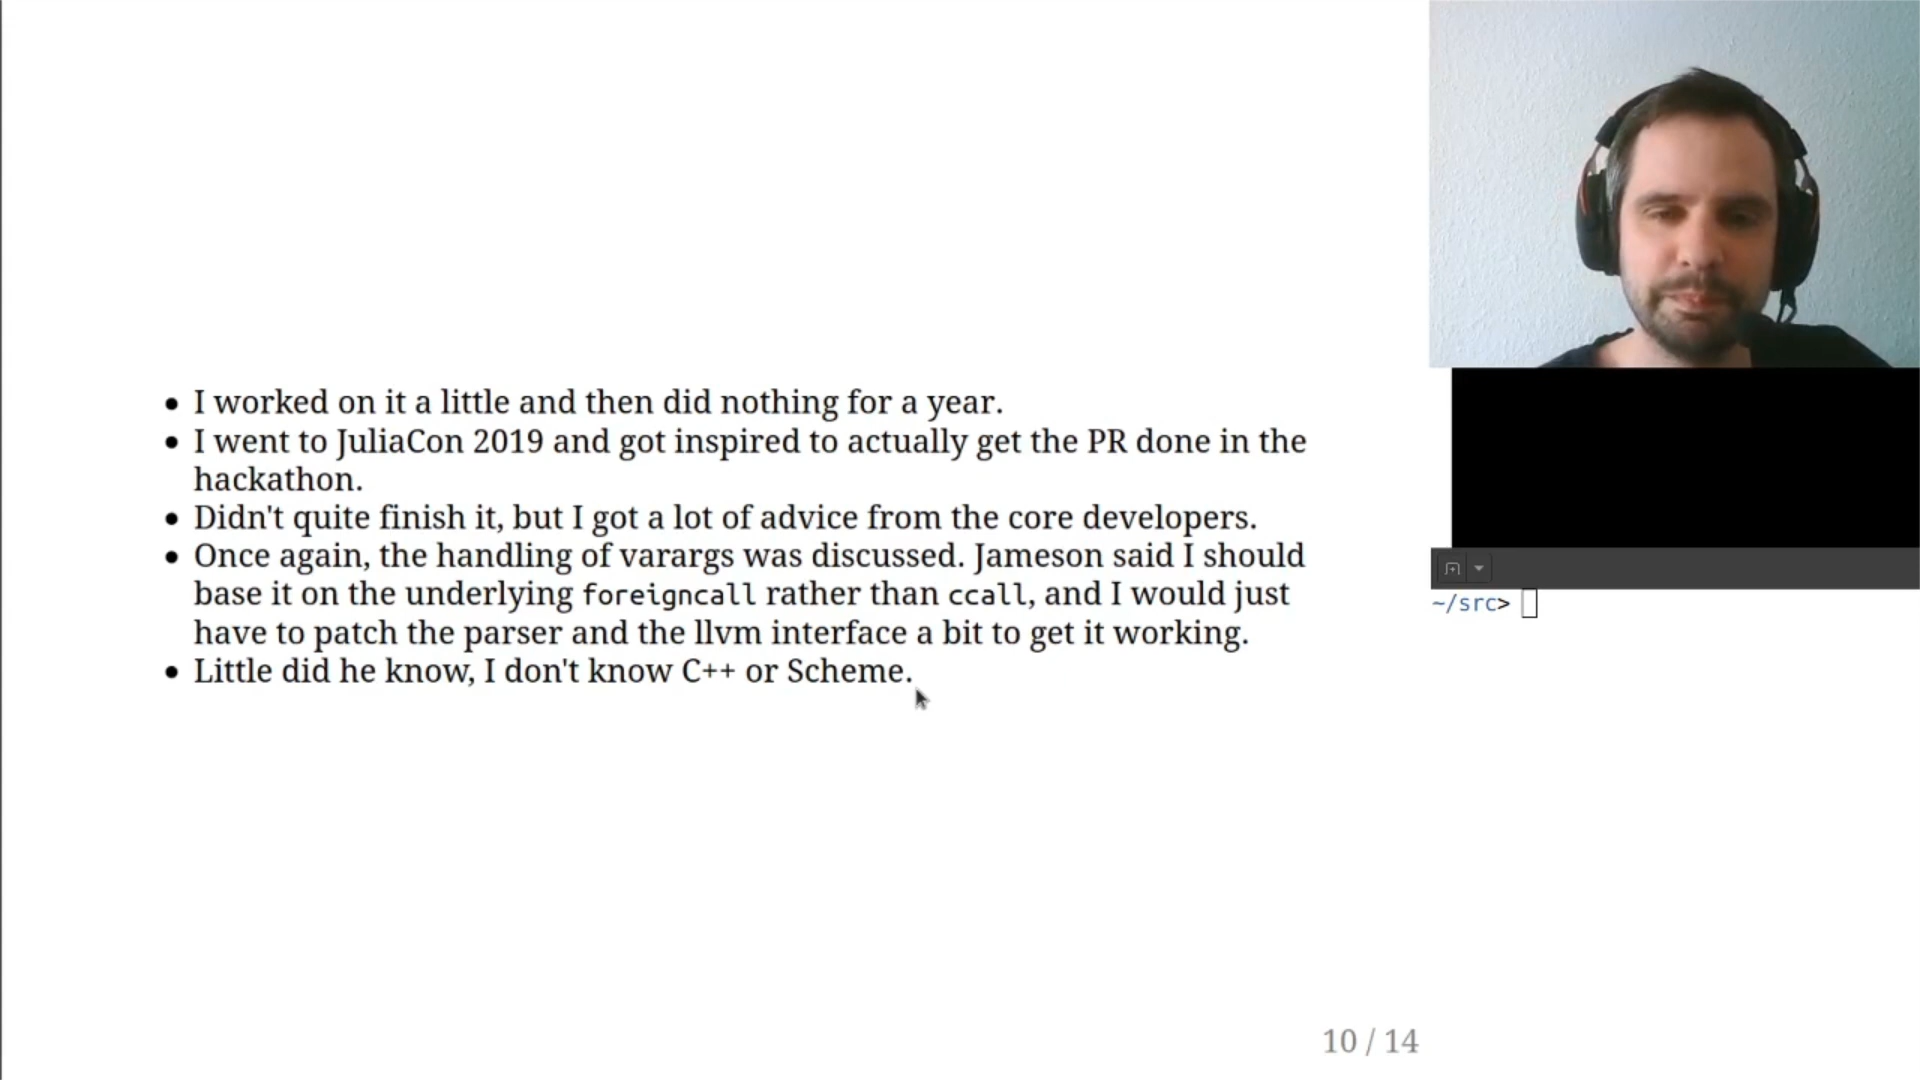 • I worked on it a little and then did nothing for a year.
• I went to JuliaCon 2019 and got inspired to actually get the PR done in the
hackathon.
• Didn't quite finish it, but I got a lot of advice from the core developers.
• Once again, the handling of varargs was discussed. Jameson said I should
base it on the underlying foreigncall rather than ccall, and I would just
have to patch the parser and the llvm interface a bit to get it working.
• Little did he know, I don't know C++ or Scheme.
~/src>
10 / 14